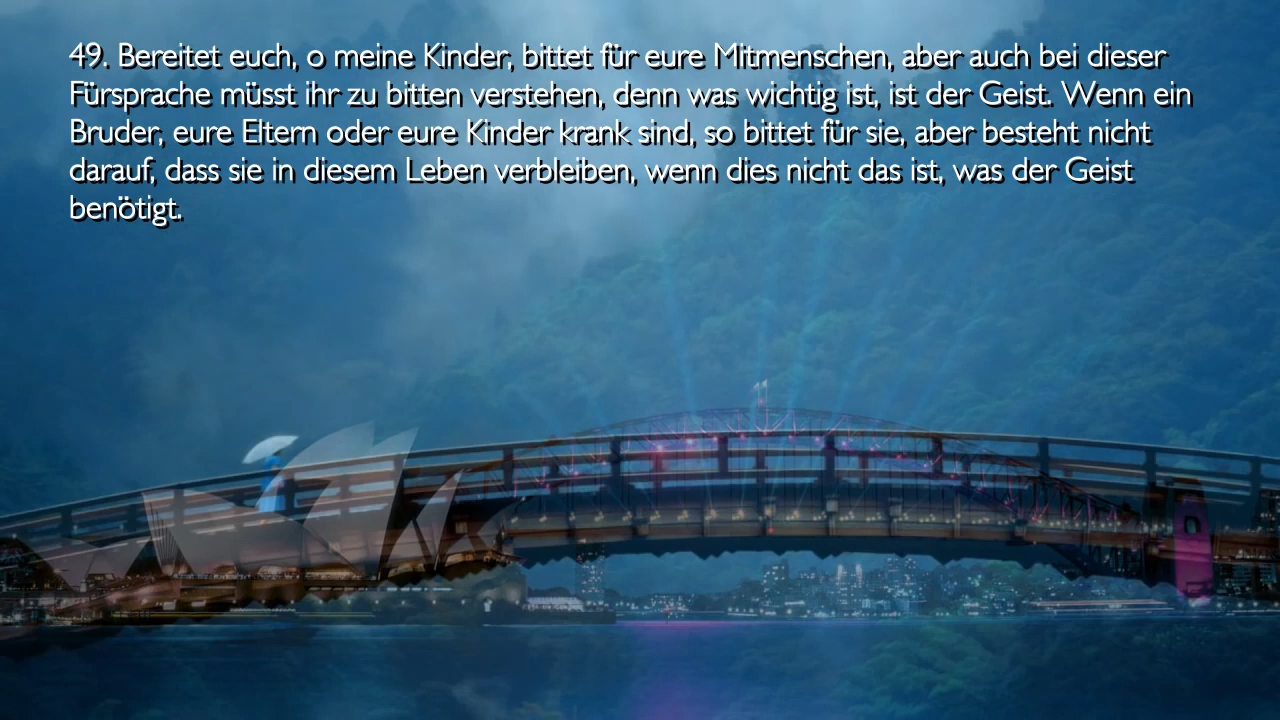 49. Bereitet euch, o meine Kinder, bittet für eure Mitmenschen, aber auch bei dieser
Fürsprache müsst ihr zu bitten verstehen, denn was wichtig ist, ist der Geist. Wenn ein
Bruder, eure Eltern oder eure Kinder krank sind, so bittet für sie, aber besteht nicht
darauf, dass sie in diesem Leben verbleiben, wenn dies nicht das ist, was der Geist
benötigt.